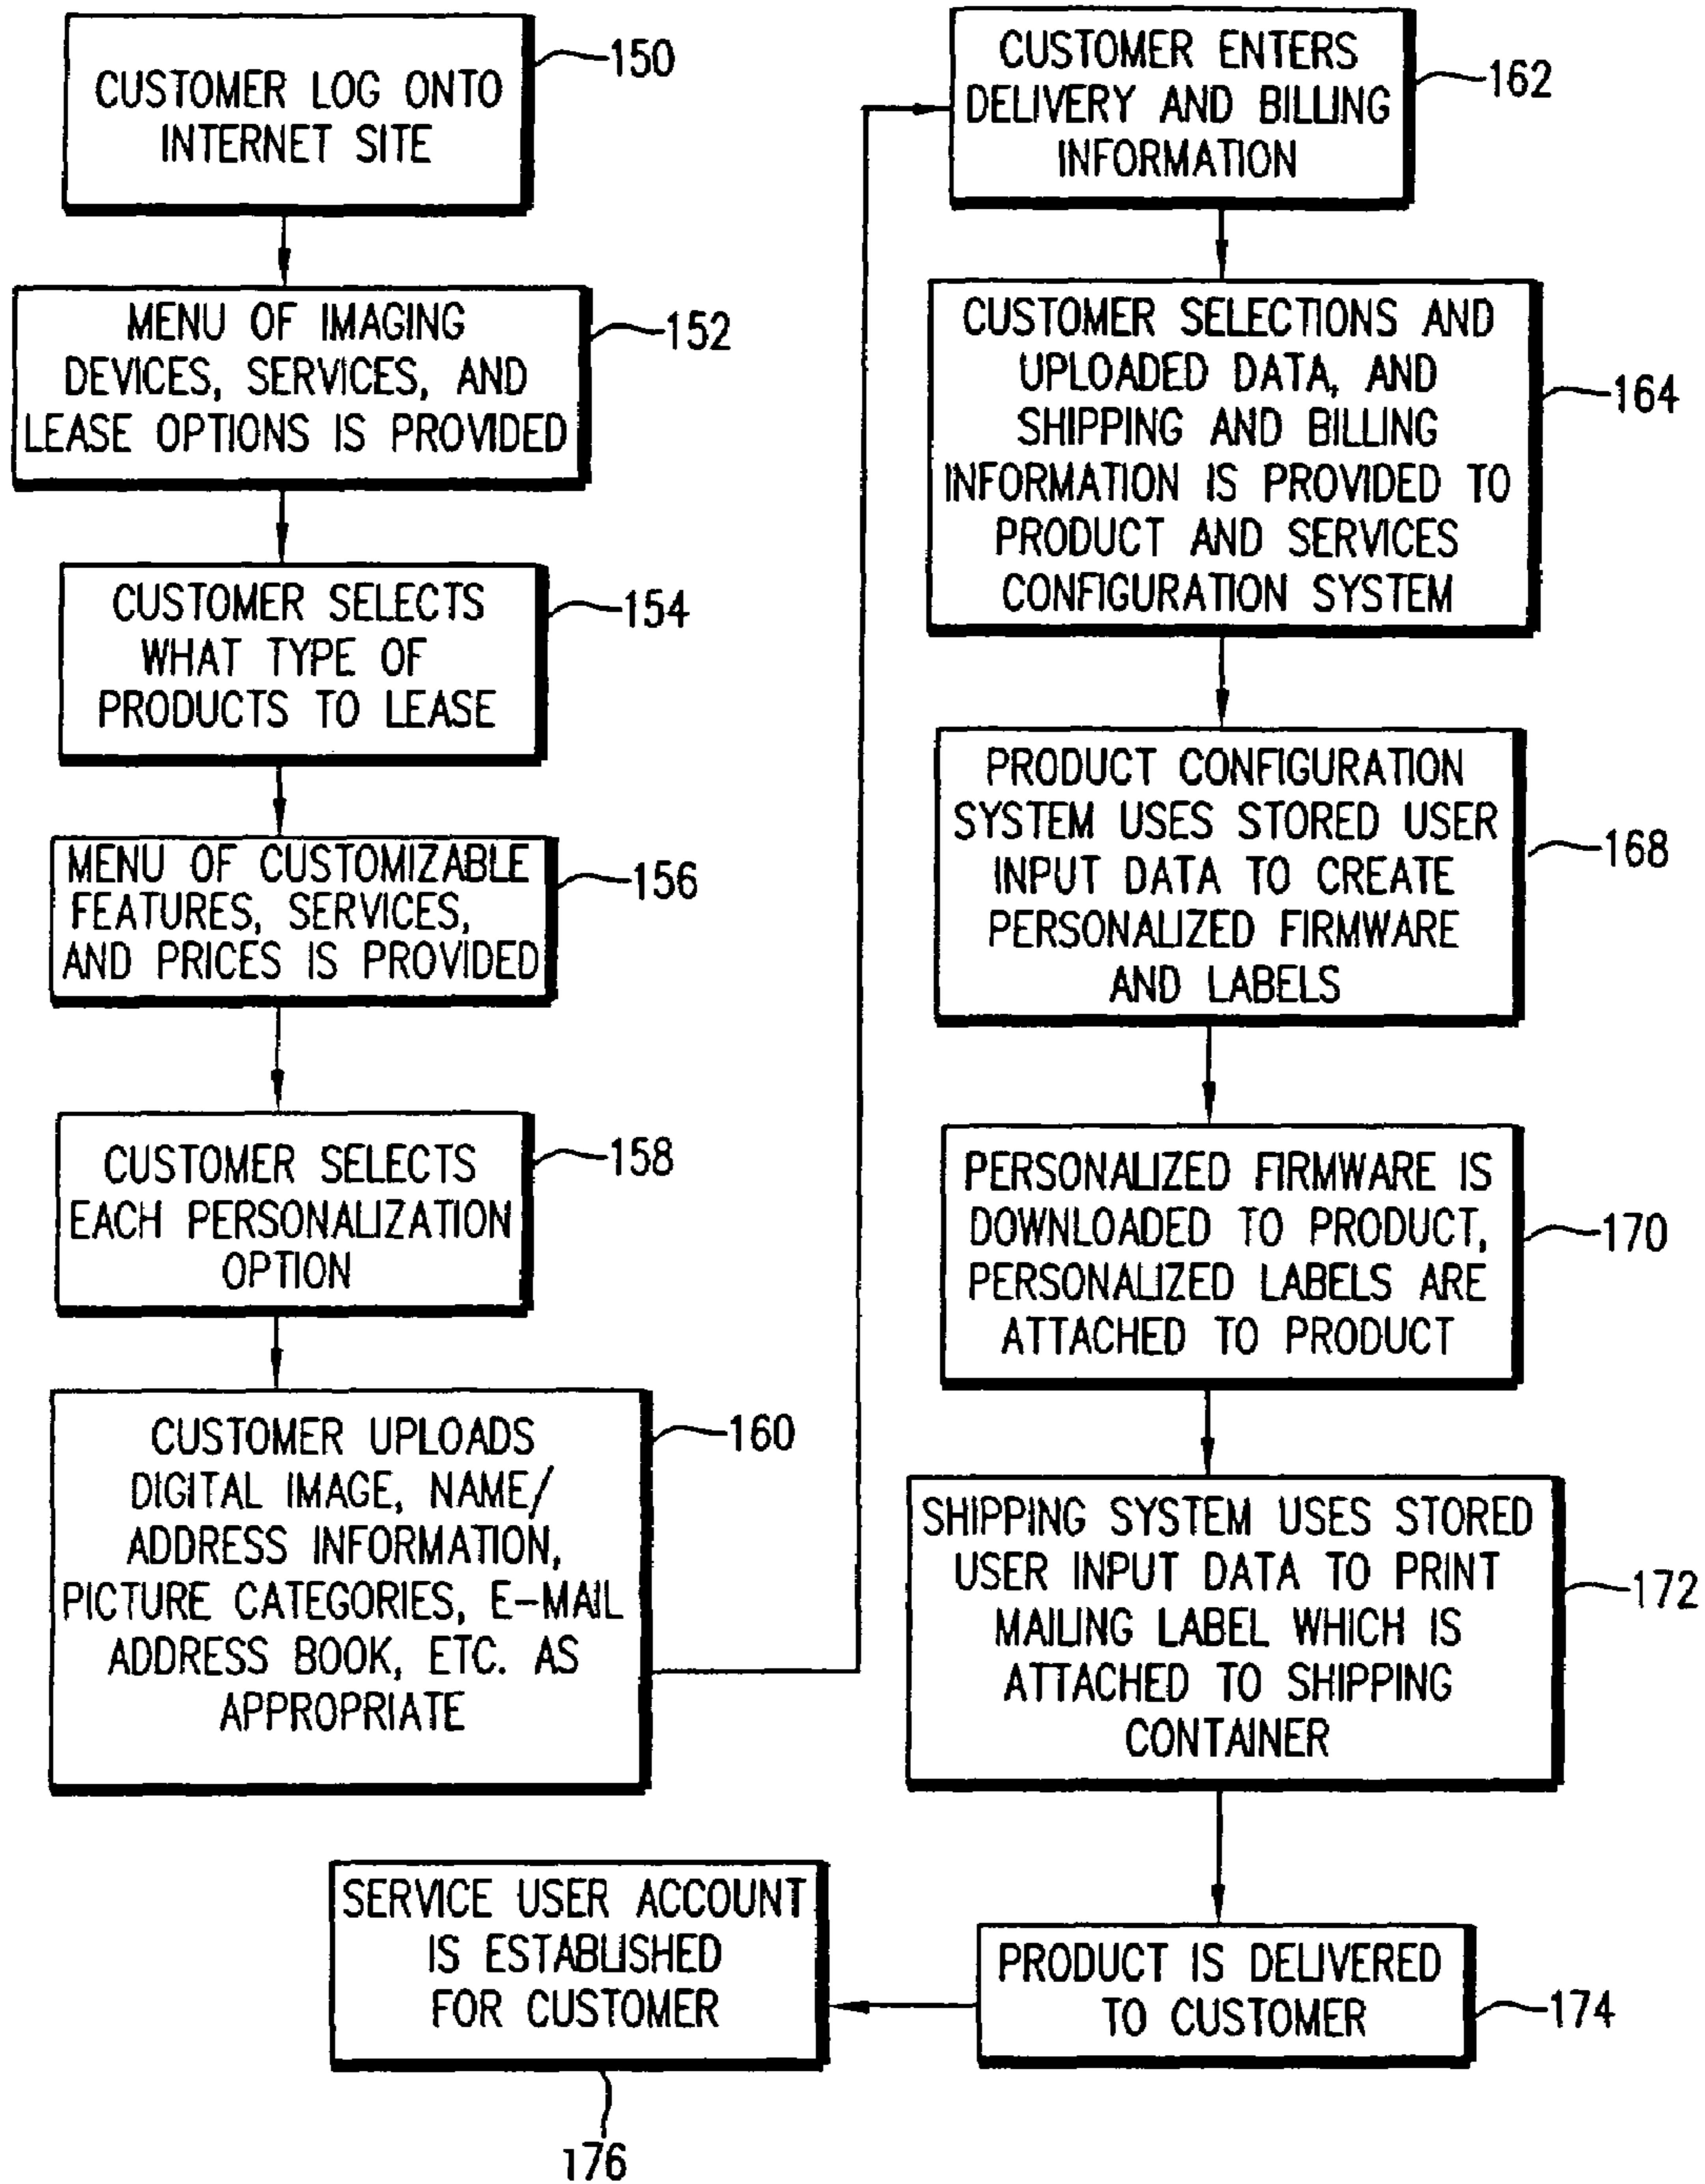 CUSTOMER LOG ONTO
INTERNET SITE
150
MENU OF IMAGING
DEVICES, SERVICES, AND
LEASE OPTIONS IS PROVIDED
152
CUSTOMER SELECTS
WHAT TYPE OF
PRODUCTS TO LEASE
154
MENU OF CUSTOMIZABLE
FEATURES, SERVICES,
AND PRICES IS PROVIDED
156
CUSTOMER SELECTS
EACH PERSONALIZATION
OPTION
158
CUSTOMER UPLOADS
DIGITAL IMAGE, NAME/
ADDRESS INFORMATION,
PICTURE CATEGORIES, E-MAIL
ADDRESS BOOK, ETC. AS
APPROPRIATE
160
CUSTOMER ENTERS
DELIVERY AND BILLING
INFORMATION
162
CUSTOMER SELECTIONS AND
UPLOADED DATA, AND
SHIPPING AND BILLING
INFORMATION IS PROVIDED TO
PRODUCT AND SERVICES
CONFIGURATION SYSTEM
164
PRODUCT CONFIGURATION
SYSTEM USES STORED USER
INPUT DATA TO CREATE
PERSONALIZED FIRMWARE
AND LABELS
168
PERSONALIZED FIRMWARE IS
DOWNLOADED TO PRODUCT,
PERSONALIZED LABELS ARE
ATTACHED TO PRODUCT
170
SHIPPING SYSTEM USES STORED
USER INPUT DATA TO PRINT
MAILING LABEL WHICH IS
ATTACHED TO SHIPPING
CONTAINER
172
PRODUCT IS DELIVERED
TO CUSTOMER
174
SERVICE USER ACCOUNT
IS ESTABLISHED
FOR CUSTOMER
176